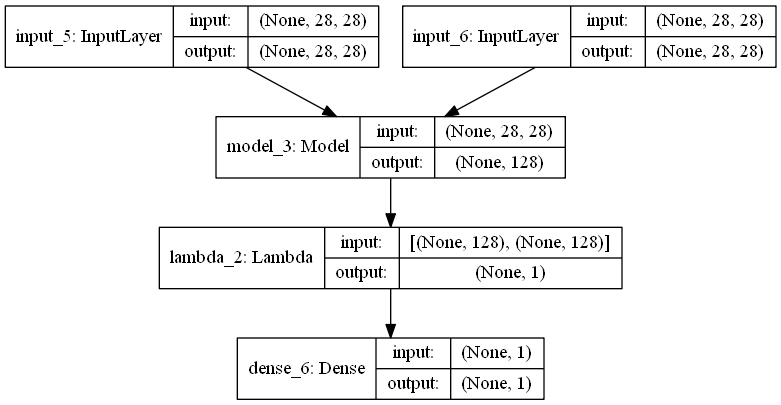 input_5: InputLayer input: (None, 28, 28) output: (None, 28, 28)
input_6: InputLayer input: (None, 28, 28) output: (None, 28, 28)
model_3: Model input: (None, 28, 28) output: (None, 128)
lambda_2: Lambda input: [(None, 128), (None, 128)] output: (None, 1)
dense_6: Dense input: (None, 1) output: (None, 1)